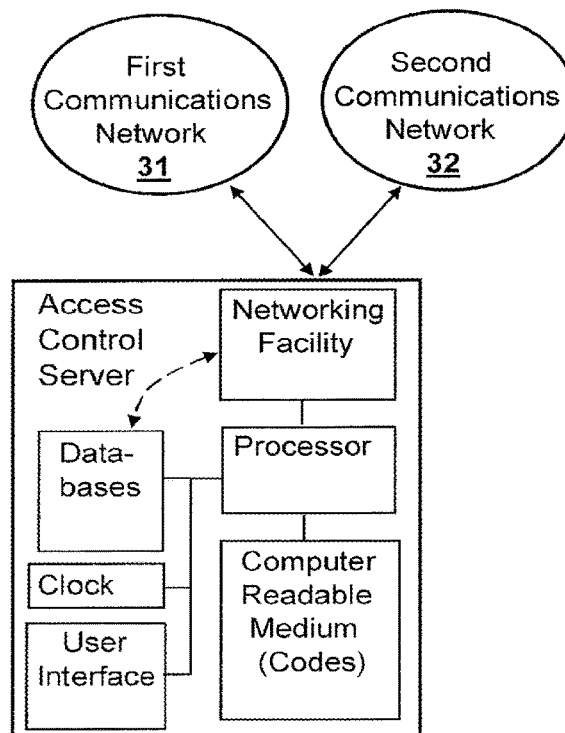 First
Communications
Network
31
Second
Communications
Network
32
Access
Control
Server
Networking
Facility
Data-
bases
Processor
Clock
Computer
Readable
Medium
(Codes)
User
Interface